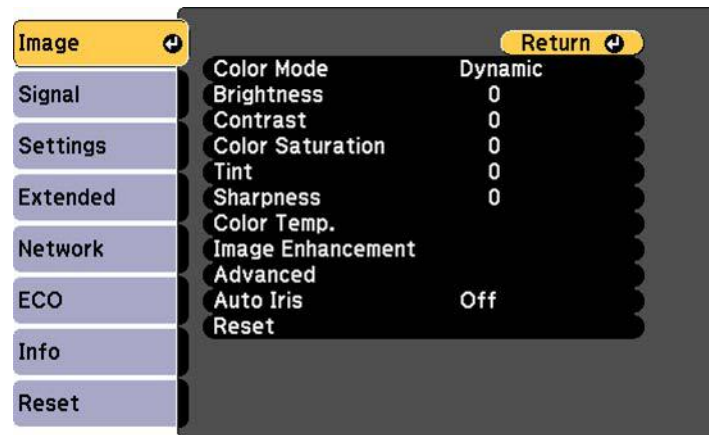 Image
Signal
Settings
Extended
Network
ECO
Info
Reset
Return
Color Mode Dynamic
Brightness 0
Contrast 0
Color Saturation 0
Tint 0
Sharpness 0
Color Temp.
Image Enhancement
Advanced
Auto Iris Off
Reset